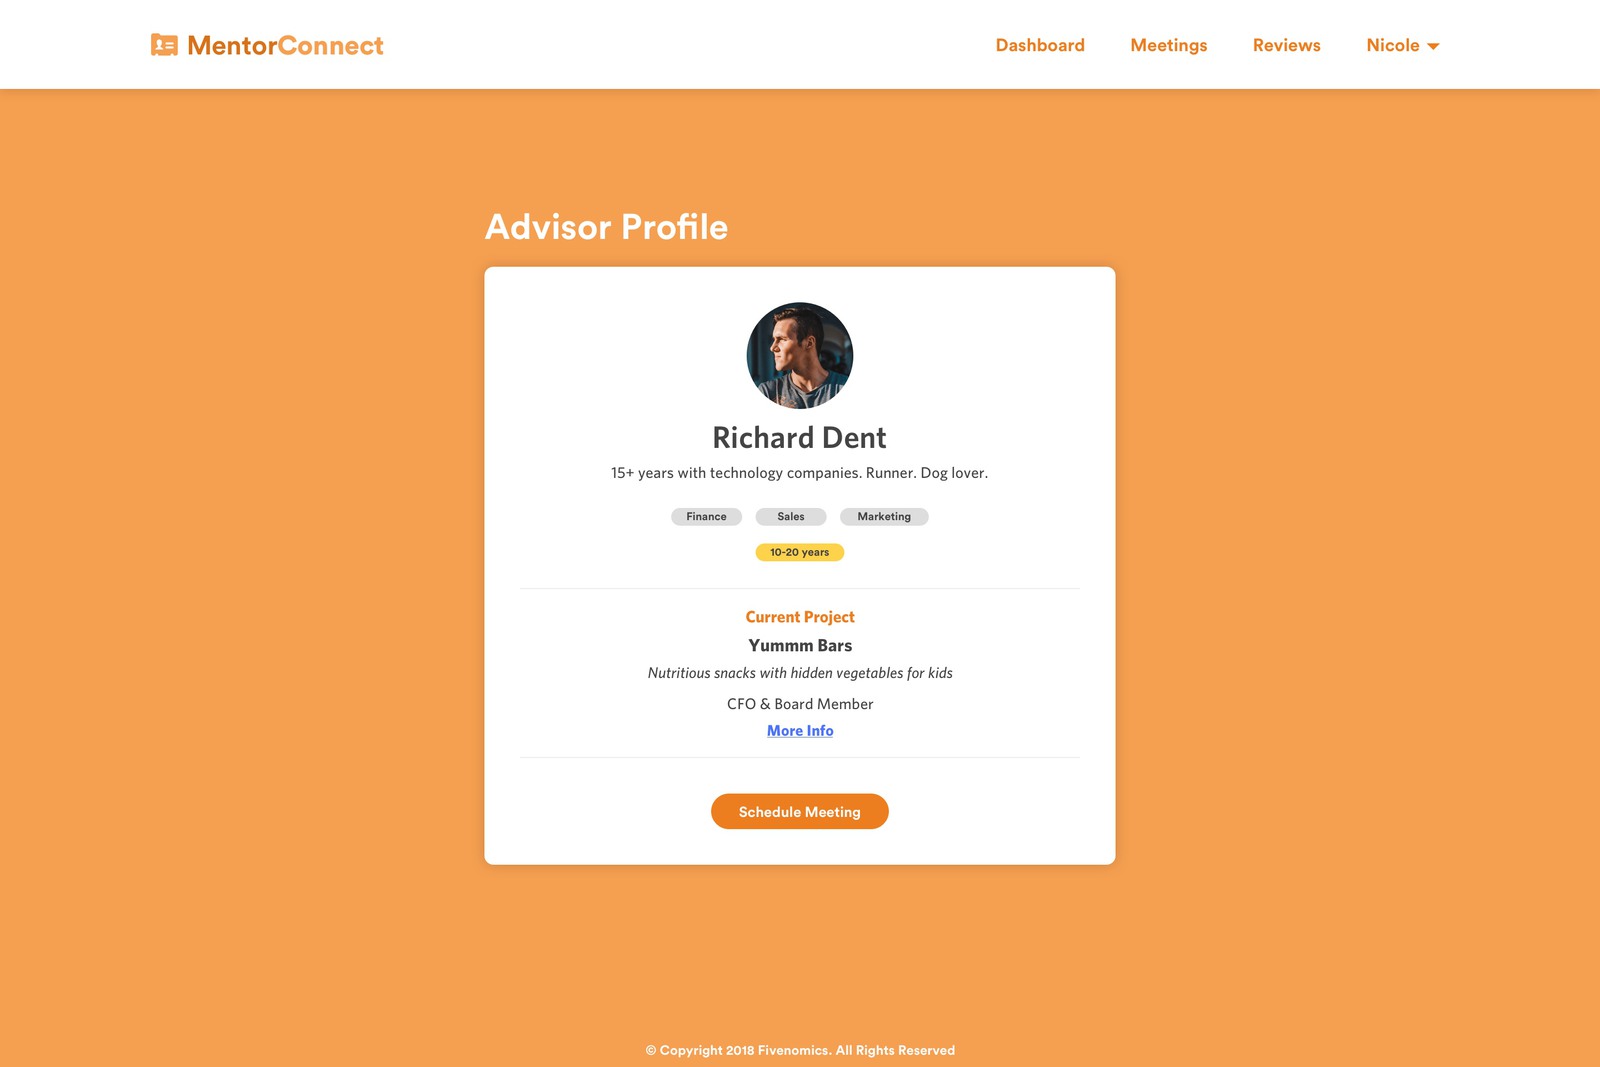 MentorConnect
Dashboard
Meetings
Reviews
Nicole
Advisor Profile
Richard Dent
15+ years with technology companies. Runner. Dog lover.
Finance
Sales
Marketing
10-20 years
Current Project
Yummm Bars
Nutritious snacks with hidden vegetables for kids
CFO & Board Member
More Info
Schedule Meeting
© Copyright 2018 Fivenomics. All Rights Reserved